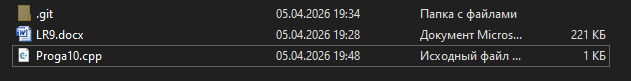 .git 05.04.2026 19:34 Папка с файлами
LR9.docx 05.04.2026 19:48 Документ Micros... 221 КБ
Proga10.cpp 05.04.2026 19:48 Исходный файл ... 1 КБ